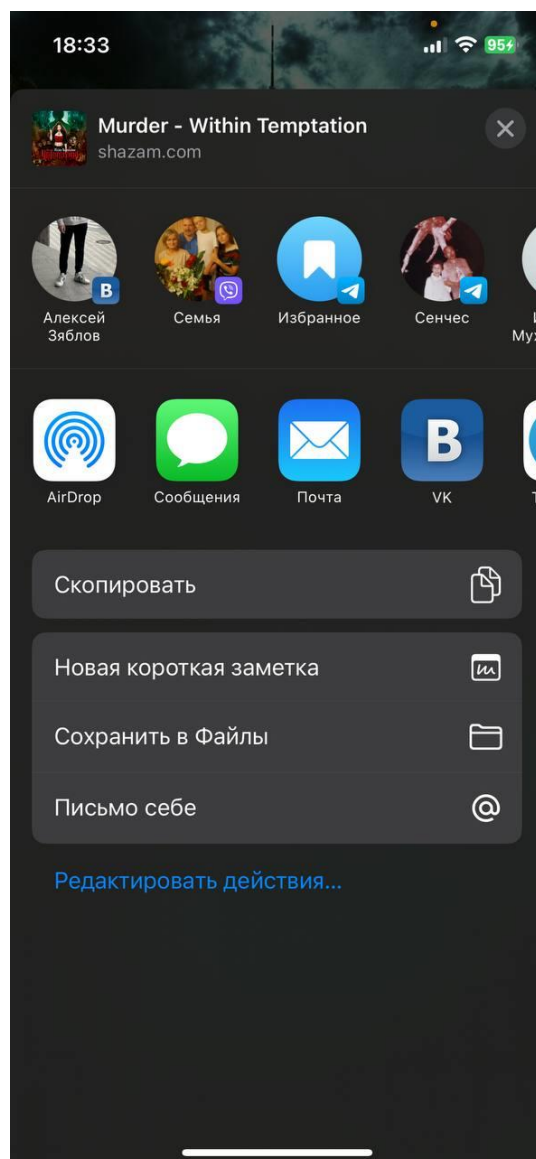 18:33
95
Murder - Within Temptation
shazam.com
Алексей
Зяблов
Семья
Избранное
Сенчес
AirDrop
Сообщения
Почта
B
VK
Скопировать
Новая короткая заметка
Сохранить в Файлы
Письмо себе
Редактировать действия...